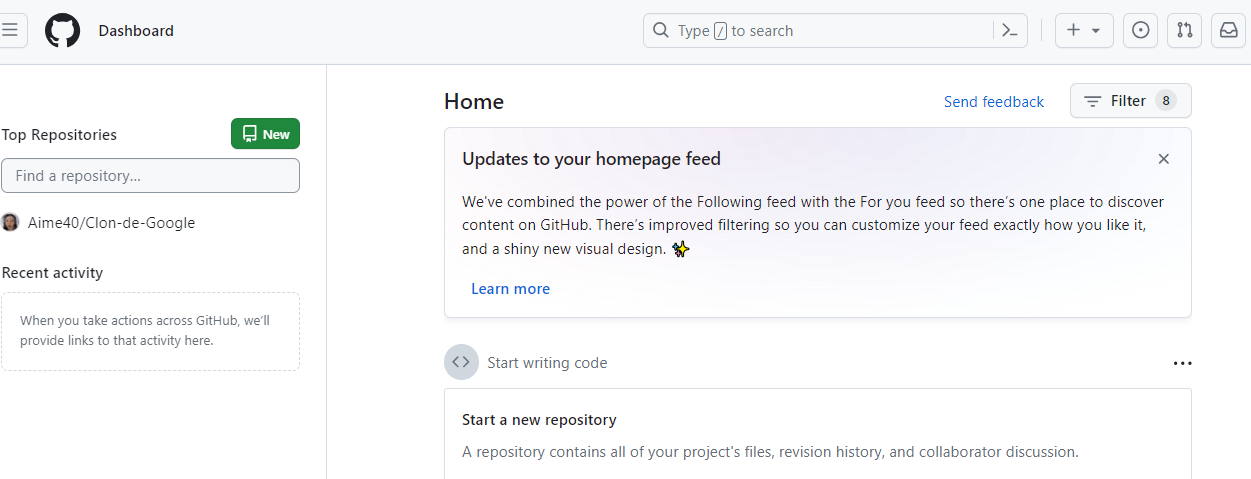 Dashboard
Type / to search
Top Repositories
New
Find a repository...
Aime40/Clon-de-Google
Recent activity
When you take actions across GitHub, we'll
provide links to that activity here.
Home
Send feedback
Filter 8
Updates to your homepage feed
We've combined the power of the Following feed with the For you feed so there's one place to discover
content on GitHub. There's improved filtering so you can customize your feed exactly how you like it,
and a shiny new visual design. ✨
Learn more
Start writing code
Start a new repository
A repository contains all of your project's files, revision history, and collaborator discussion.